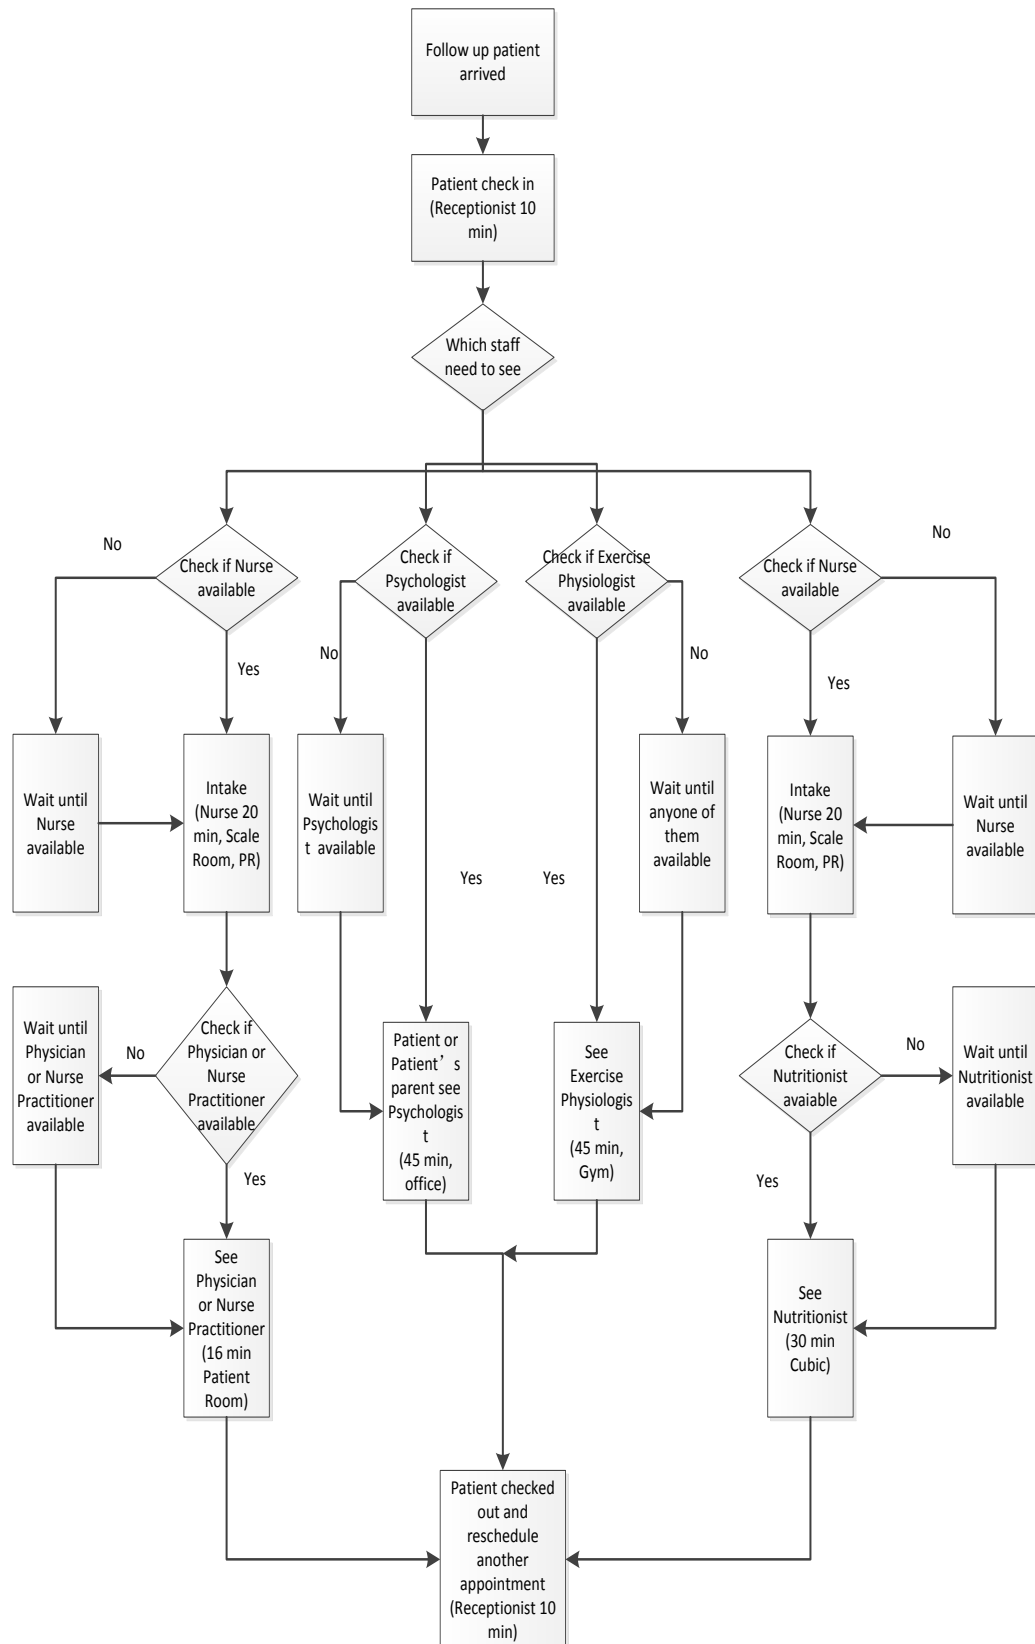 Follow up patient
arrived
Patient check in
(Receptionist 10
min)
Which staff
need to see
No
Check if Nurse
available
Yes
Check if
Psychologist
available
No
Check if Exercise
Physiologist
available
No
Check if Nurse
available
No
Yes
Wait until
Nurse
available
Intake
(Nurse 20
min, Scale
Room, PR)
Wait until
Psychologis
t available
Yes
Yes
Wait until
anyone of
them
available
Intake
(Nurse 20
min, Scale
Room, PR)
Wait until
Nurse
available
Wait until
Physician
or Nurse
Practitioner
available
No
Check if
Physician or
Nurse
Practitioner
available
Yes
Patient or
Patient’s
parent see
Psychologis
t
(45 min,
office)
See
Exercise
Physiologis
t
(45 min,
Gym)
Check if
Nutritionist
avaiable
No
Wait until
Nutritionist
available
Yes
See
Physician
or Nurse
Practitioner
(16 min
Patient
Room)
See
Nutritionist
(30 min
Cubic)
Patient checked
out and
reschedule
another
appointment
(Receptionist 10
min)